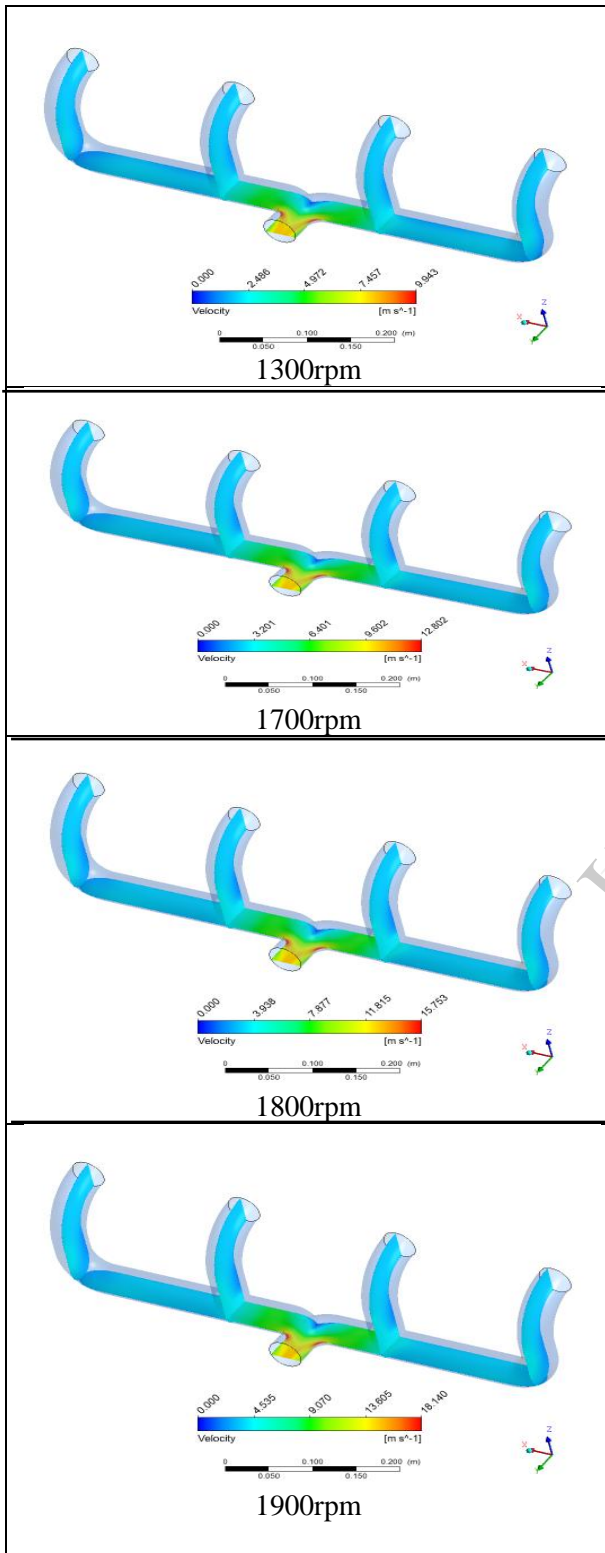 0.000 2.486 4.972 7.457 9.943
Velocity [m s^-1]
0 0.100 0.200 (m)
0.050 0.150
X Y Z
1300rpm
0.000 3.201 6.401 9.602 12.802
Velocity [m s^-1]
0 0.100 0.200 (m)
0.050 0.150
X Y Z
1700rpm
0.000 3.938 7.877 11.815 15.753
Velocity [m s^-1]
0 0.100 0.200 (m)
0.050 0.150
X Y Z
1800rpm
0.000 4.535 9.070 13.605 18.140
Velocity [m s^-1]
0 0.100 0.200 (m)
0.050 0.150
X Y Z
1900rpm